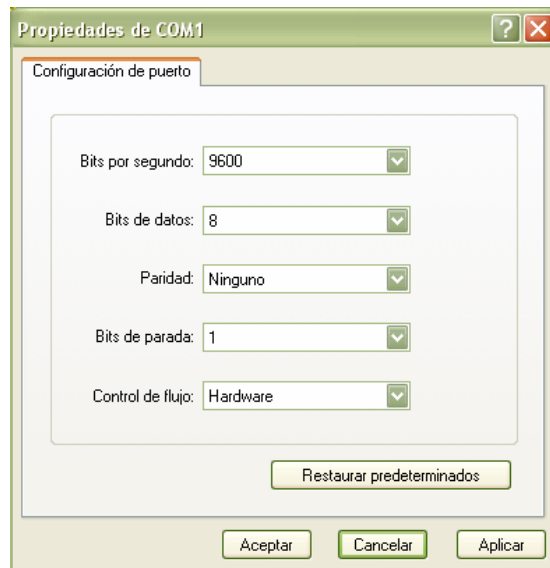 Propiedades de COM1
Configuración de puerto
Bits por segundo: 9600
Bits de datos: 8
Paridad: Ninguno
Bits de parada: 1
Control de flujo: Hardware
Restaurar predeterminados
Aceptar Cancelar Aplicar